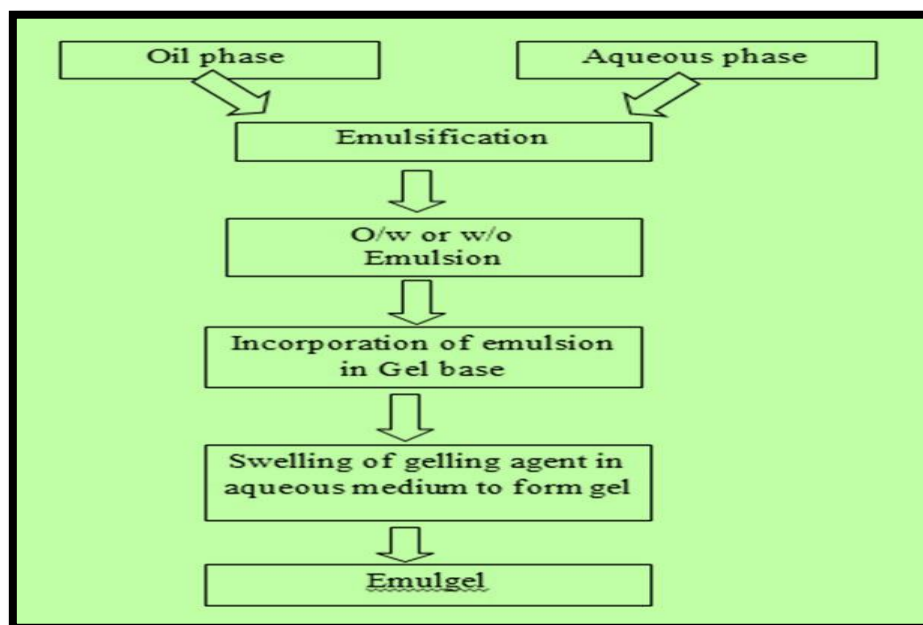 Oil phase
Aqueous phase
Emulsification
O/w or w/o
Emulsion
Incorporation of emulsion
in Gel base
Swelling of gelling agent in
aqueous medium to form gel
Emulgel